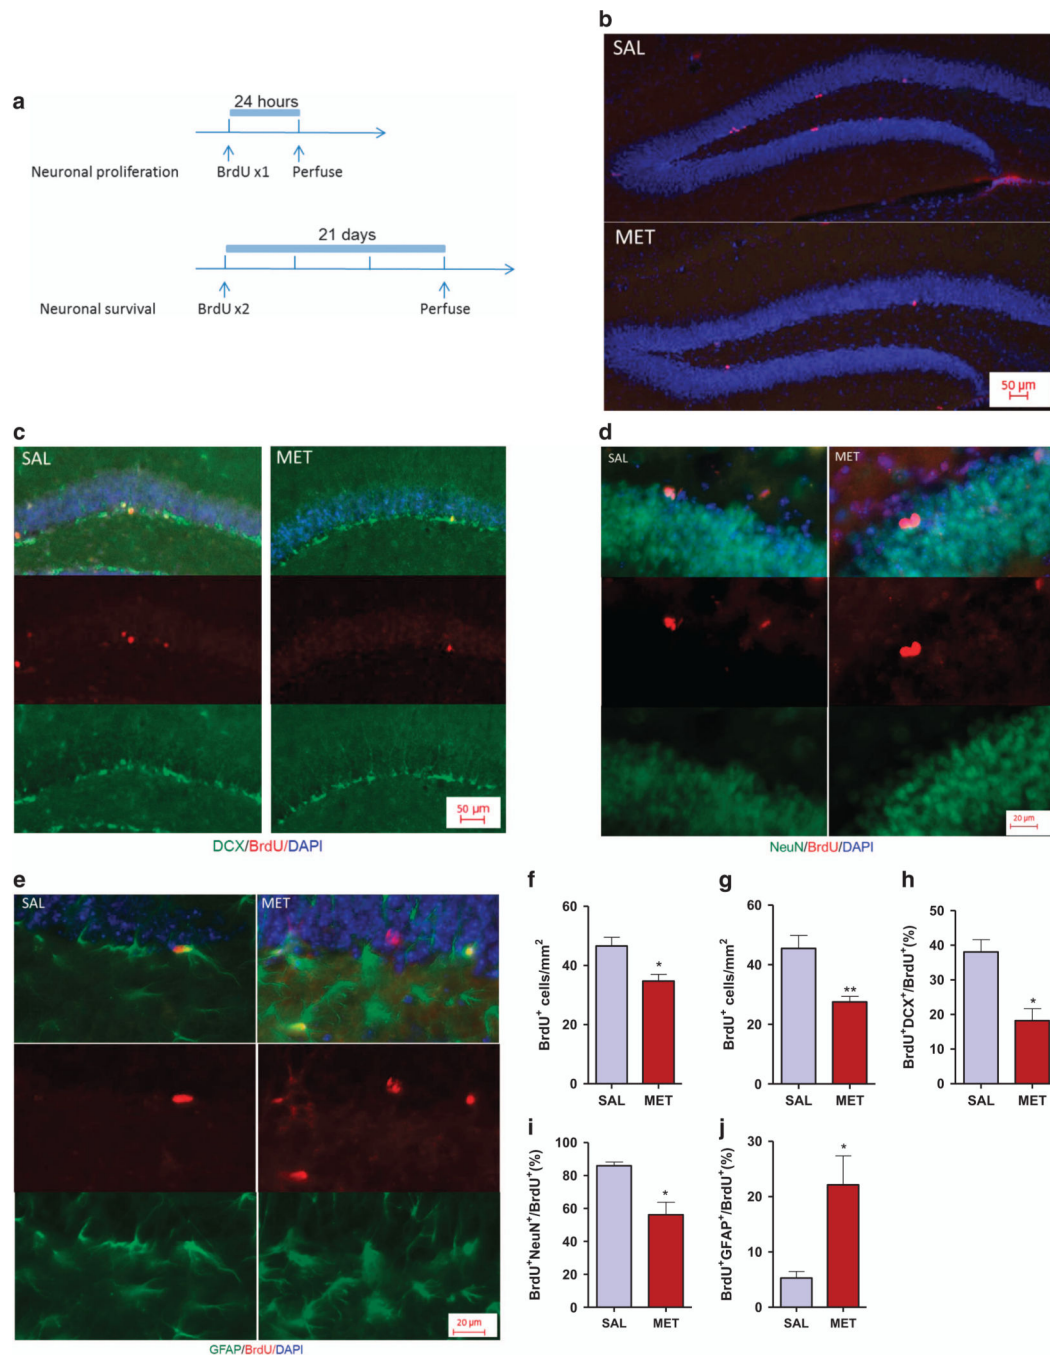 a
24 hours
Neuronal proliferation
BrdU x1
Perfuse
21 days
Neuronal survival
BrdU x2
Perfuse
b
SAL
MET
50 µm
c
SAL
MET
50 µm
DCX/BrdU/DAPI
d
SAL
MET
20 µm
NeuN/BrdU/DAPI
e
SAL
MET
20 µm
GFAP/BrdU/DAPI
f
BrdU⁺ cells/mm²
60
40
20
0
*
SAL
MET
g
BrdU⁺ cells/mm²
60
40
20
0
**
SAL
MET
h
BrdU⁺DCX⁺/BrdU⁺(%)
40
30
20
10
0
*
SAL
MET
i
BrdU⁺NeuN⁺/BrdU⁺(%)
100
80
60
40
20
0
*
SAL
MET
j
BrdU⁺GFAP⁺/BrdU⁺(%)
30
20
10
0
*
SAL
MET